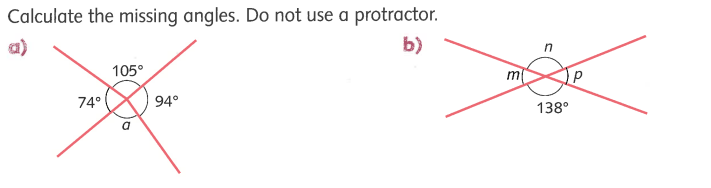 Calculate the missing angles. Do not use a protractor.
a)
b)
105°
74°
94°
a
n
m
p
138°